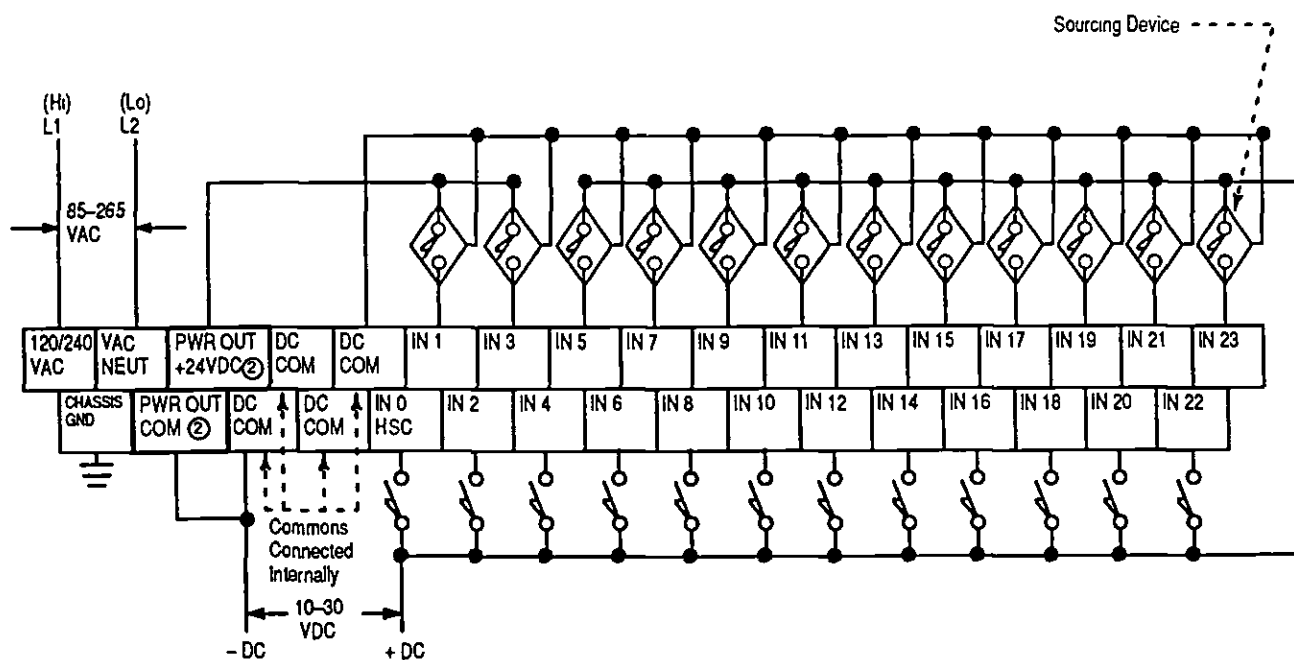 Sourcing Device
(Hi)
L1
(Lo)
L2
85–265
VAC
120/240
VAC
VAC
NEUT
PWR OUT
+24VDC②
DC
COM
DC
COM
IN 1
IN 3
IN 5
IN 7
IN 9
IN 11
IN 13
IN 15
IN 17
IN 19
IN 21
IN 23
CHASSIS
GND
PWR OUT
COM ②
DC
COM
DC
COM
IN 0
HSC
IN 2
IN 4
IN 6
IN 8
IN 10
IN 12
IN 14
IN 16
IN 18
IN 20
IN 22
Commons
Connected
Internally
10–30
VDC
– DC
+ DC